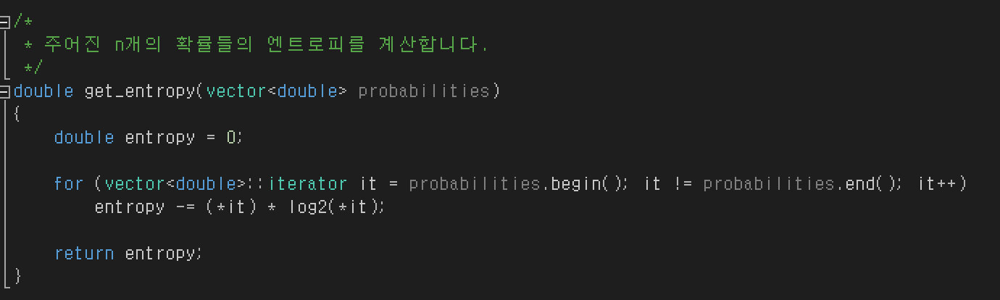 /*
 * 주어진 n개의 확률들의 엔트로피를 계산합니다.
 */
double get_entropy(vector<double> probabilities)
{
    double entropy = 0;
    for (vector<double>::iterator it = probabilities.begin(); it != probabilities.end(); it++)
        entropy -= (*it) * log2(*it);
    return entropy;
}